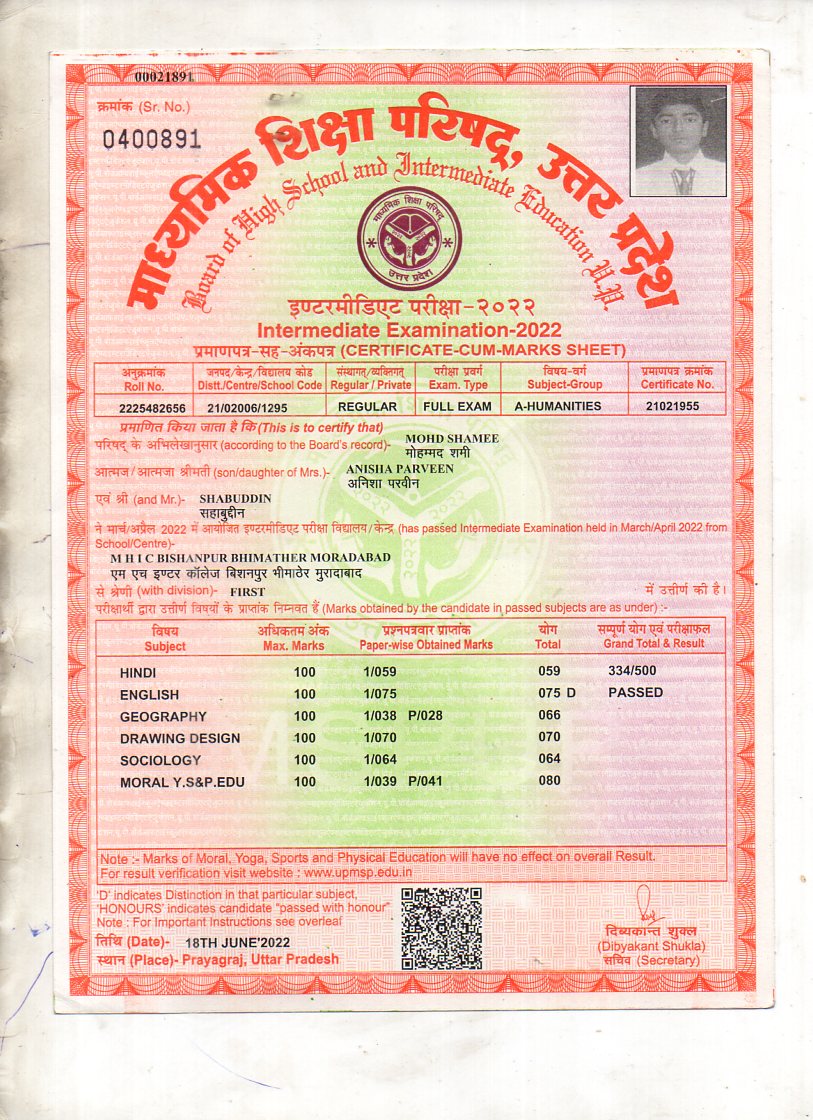 00021891
क्रमांक (Sr. No.)
0400891
माध्यमिक शिक्षा परिषद्, उत्तर प्रदेश
Board of High School and Intermediate Education U.P.
माध्यमिक शिक्षा परिषद्
उत्तर प्रदेश
इण्टरमीडिएट परीक्षा-२०२२
Intermediate Examination-2022
प्रमाणपत्र-सह-अंकपत्र (CERTIFICATE-CUM-MARKS SHEET)
अनुक्रमांक जनपद/केन्द्र/विद्यालय कोड संस्थागत/व्यक्तिगत परीक्षा प्रवर्ग विषय-वर्ग प्रमाणपत्र क्रमांक
Roll No. Distt./Centre/School Code Regular / Private Exam. Type Subject-Group Certificate No.
2225482656 21/02006/1295 REGULAR FULL EXAM A-HUMANITIES 21021955
प्रमाणित किया जाता है कि (This is to certify that)
परिषद् के अभिलेखानुसार (according to the Board's record)- MOHD SHAMEE
मोहम्मद शमी
आत्मज/आत्मजा श्रीमती (son/daughter of Mrs.)- ANISHA PARVEEN
अनिशा परवीन
एवं श्री (and Mr.)- SHABUDDIN
सहाबुद्दीन
ने मार्च/अप्रैल 2022 में आयोजित इण्टरमीडिएट परीक्षा विद्यालय/केन्द्र (has passed Intermediate Examination held in March/April 2022 from
School/Centre)-
M H I C BISHANPUR BHIMATHER MORADABAD
एम एच इण्टर कॉलेज बिशनपुर भीमाठेर मुरादाबाद
से श्रेणी (with division)- FIRST में उत्तीर्ण की है।
परीक्षार्थी द्वारा उत्तीर्ण विषयों के प्राप्तांक निम्नवत हैं (Marks obtained by the candidate in passed subjects are as under) :-
विषय अधिकतम अंक प्रश्नपत्रवार प्राप्तांक योग सम्पूर्ण योग एवं परीक्षाफल
Subject Max. Marks Paper-wise Obtained Marks Total Grand Total & Result
HINDI 100 1/059 059 334/500
ENGLISH 100 1/075 075 D PASSED
GEOGRAPHY 100 1/038 P/028 066
DRAWING DESIGN 100 1/070 070
SOCIOLOGY 100 1/064 064
MORAL Y.S&P.EDU 100 1/039 P/041 080
Note :- Marks of Moral, Yoga, Sports and Physical Education will have no effect on overall Result.
For result verification visit website : www.upmsp.edu.in
'D' indicates Distinction in that particular subject,
'HONOURS' indicates candidate "passed with honour"
Note : For Important Instructions see overleaf
तिथि (Date)- 18TH JUNE'2022
स्थान (Place)- Prayagraj, Uttar Pradesh
दिब्यकान्त शुक्ल
(Dibyakant Shukla)
सचिव (Secretary)